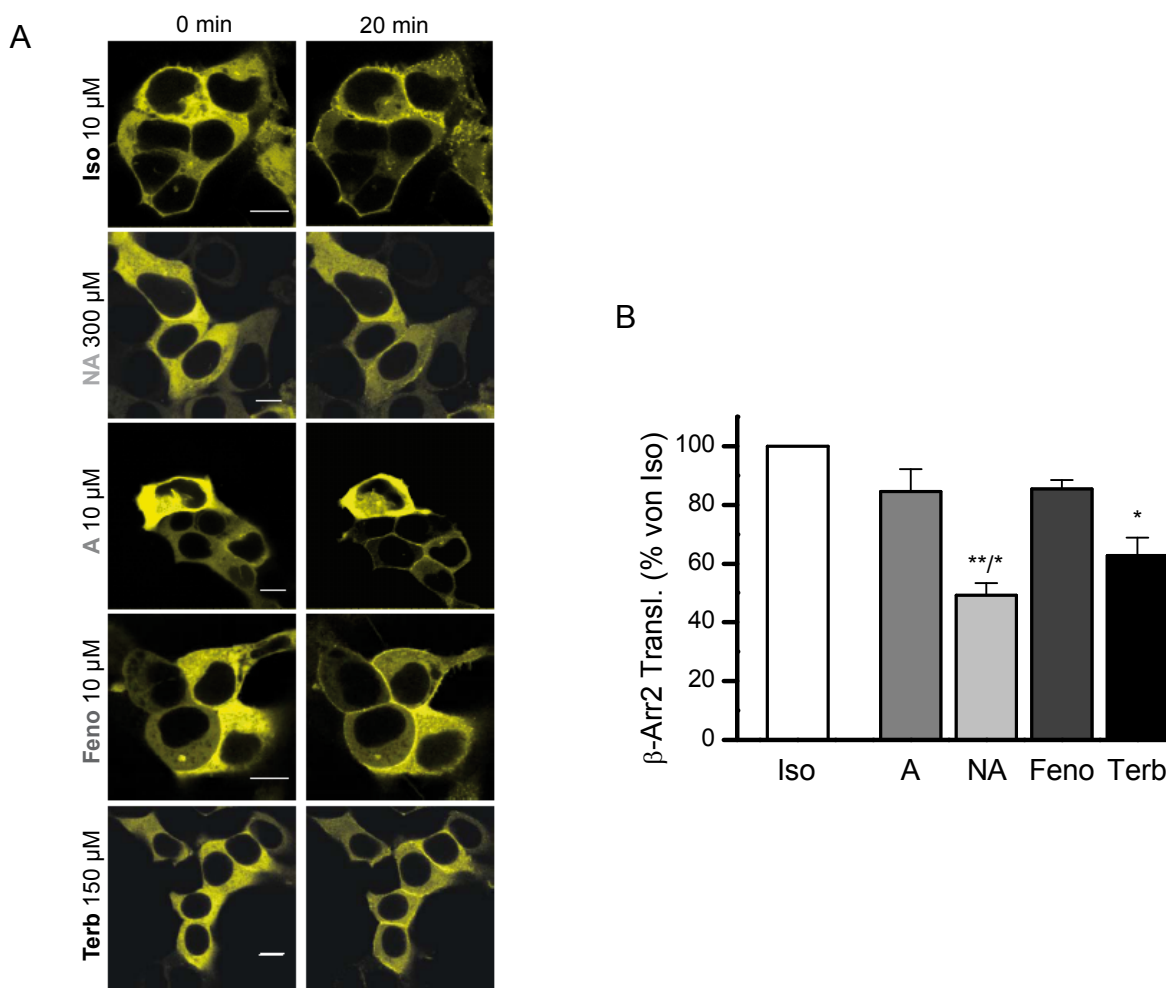 A
0 min
20 min
Iso 10 µM
NA 300 µM
A 10 µM
Feno 10 µM
Terb 150 µM
B
β-Arr2 Transl. (% von Iso)
100
80
60
40
20
0
**/*
*
Iso A NA Feno Terb